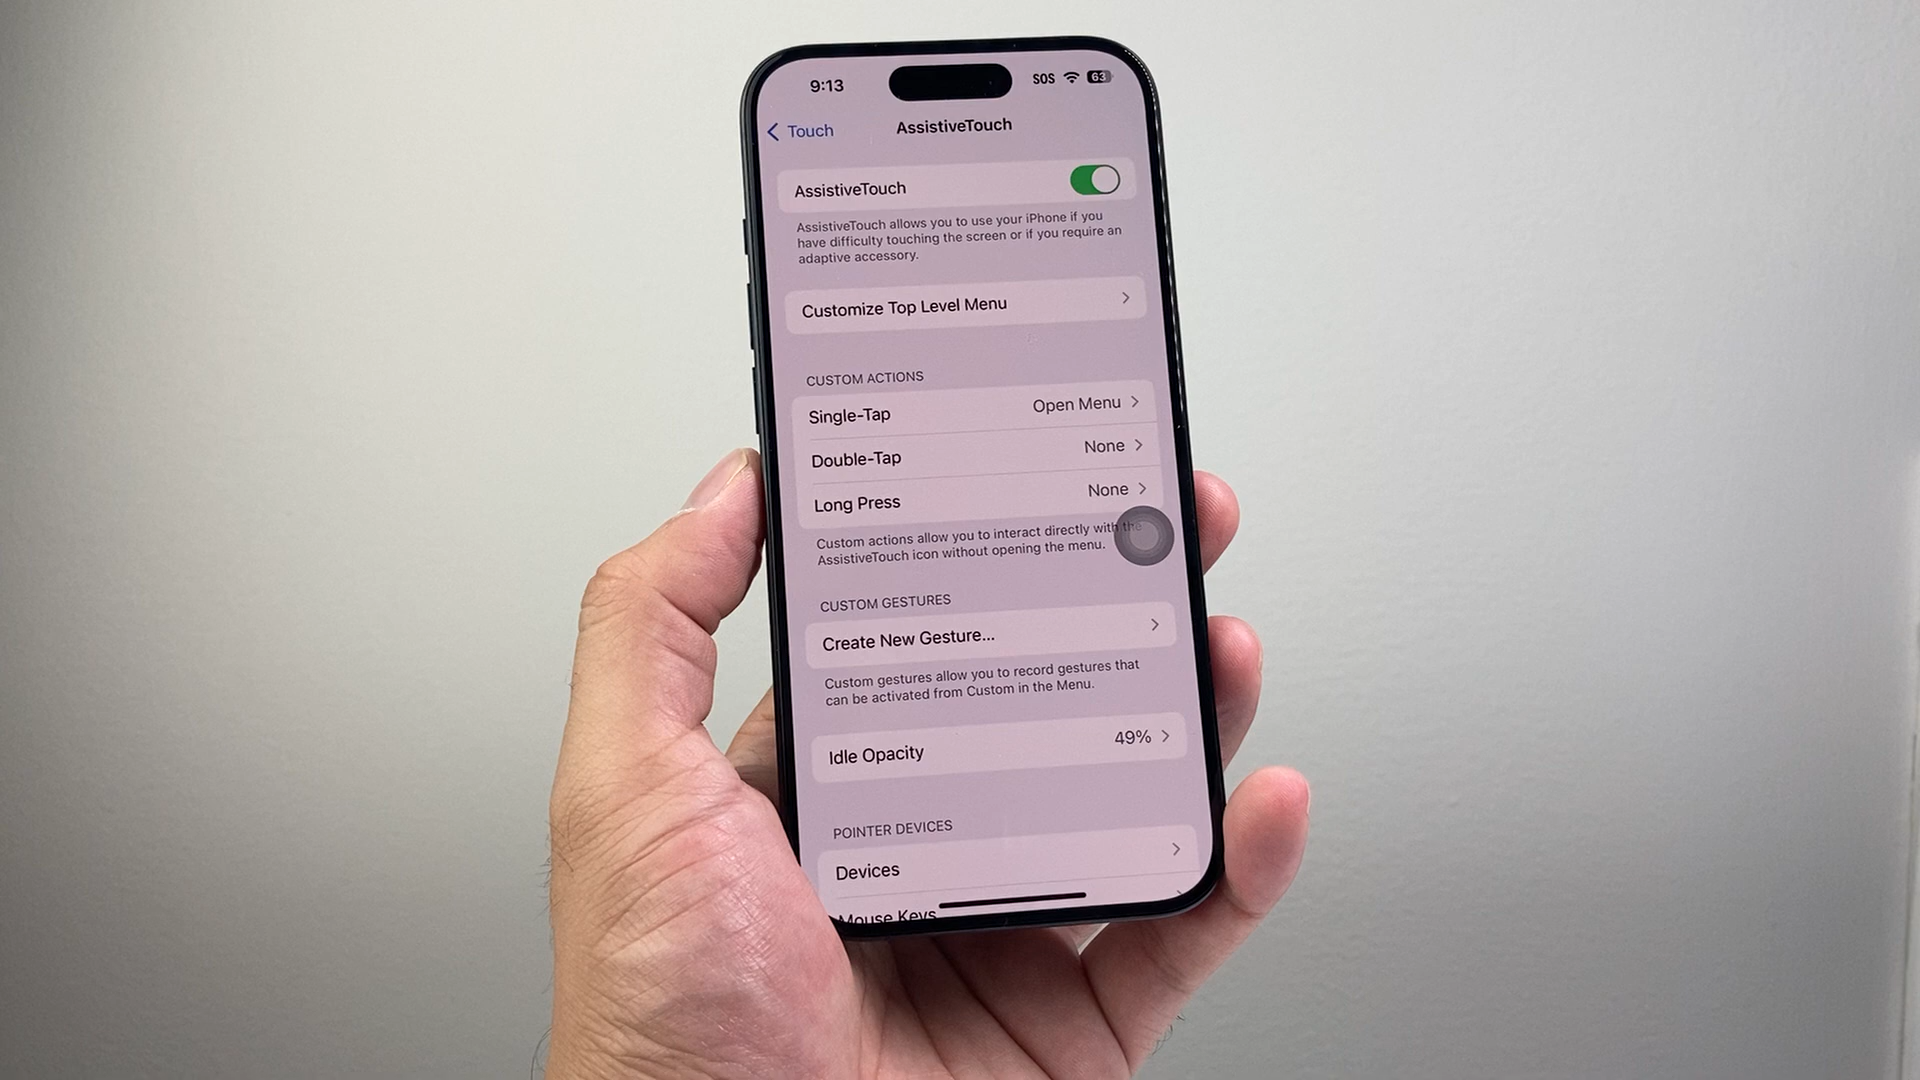 9:13
SOS
63
Touch
AssistiveTouch
AssistiveTouch
AssistiveTouch allows you to use your iPhone if you
have difficulty touching the screen or if you require an
adaptive accessory.
Customize Top Level Menu
CUSTOM ACTIONS
Single-Tap Open Menu
Double-Tap None
Long Press None
Custom actions allow you to interact directly with the
AssistiveTouch icon without opening the menu.
CUSTOM GESTURES
Create New Gesture...
Custom gestures allow you to record gestures that
can be activated from Custom in the Menu.
Idle Opacity 49%
POINTER DEVICES
Devices
Mouse Keys